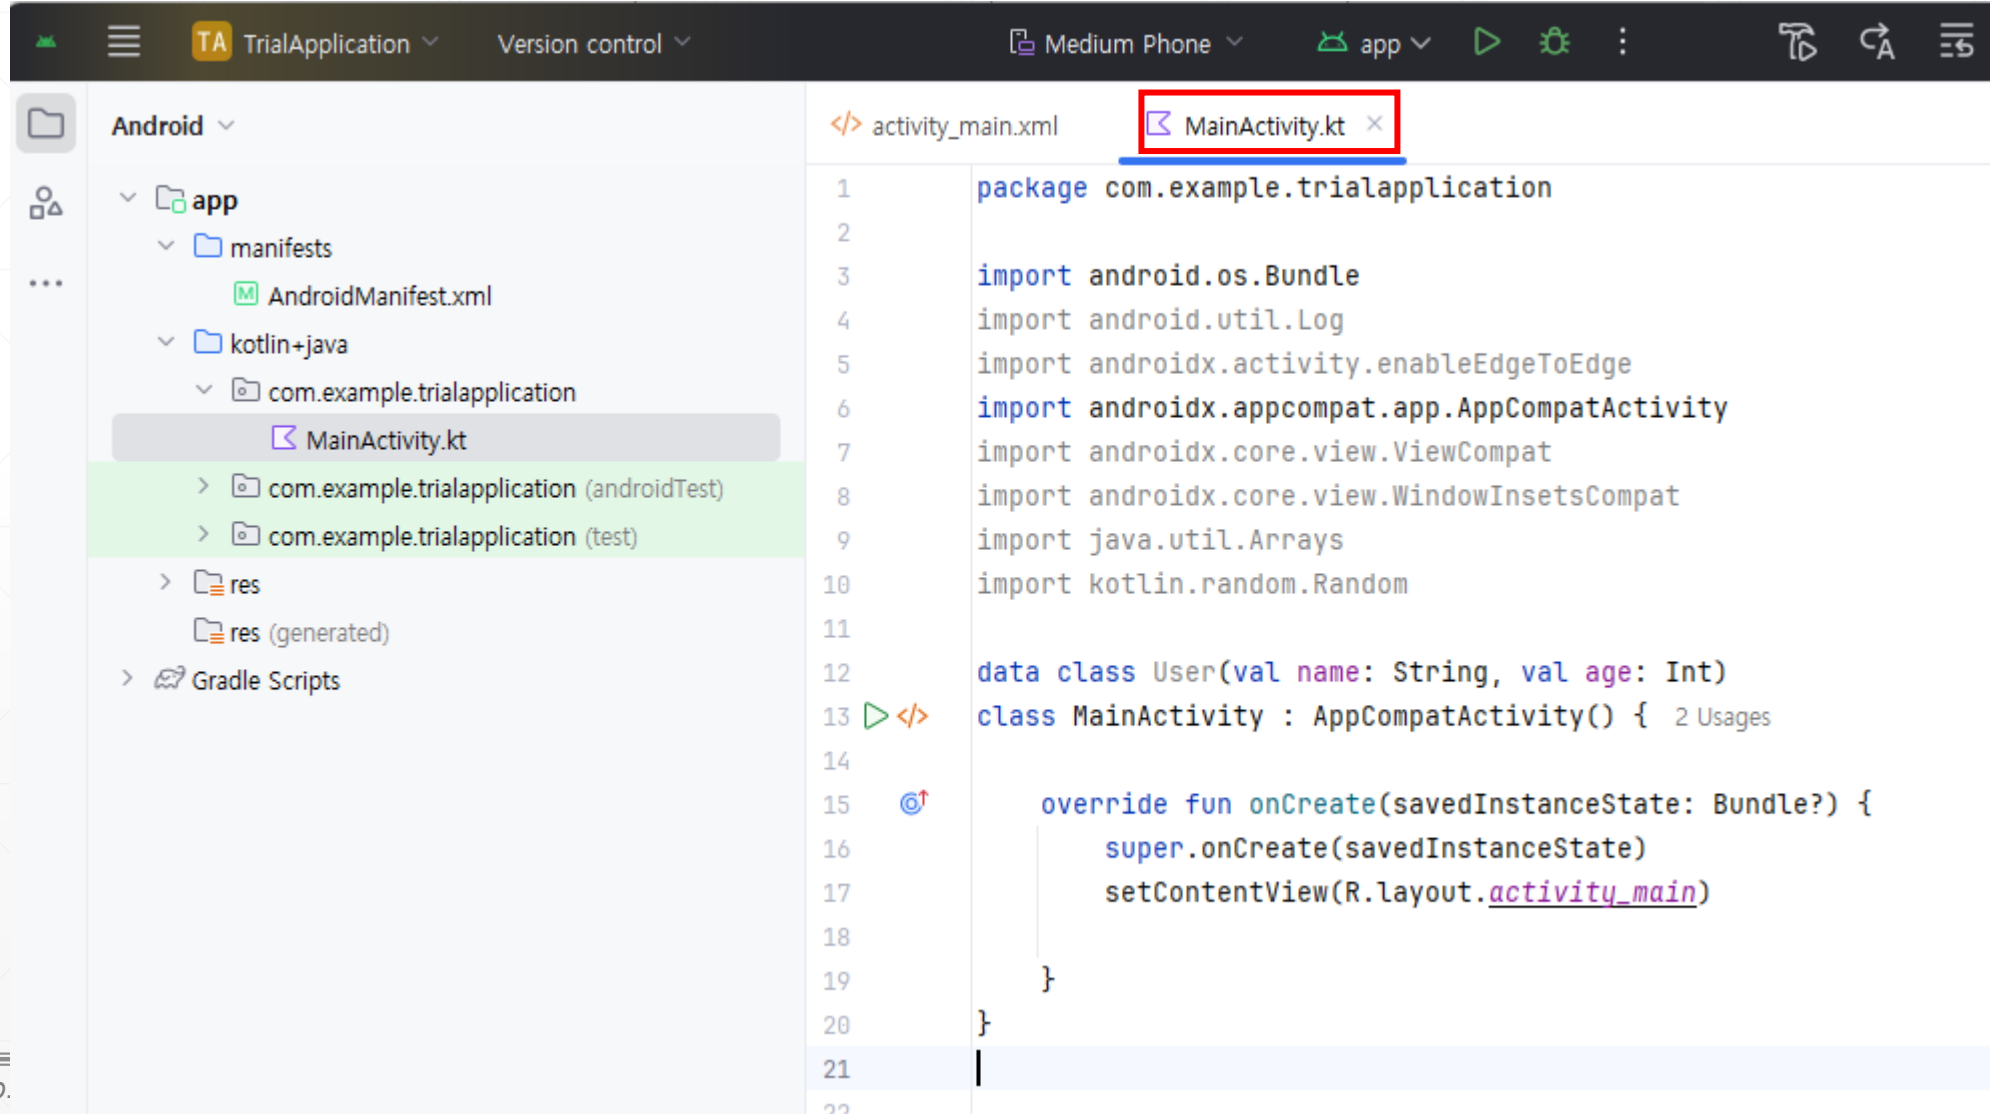 TA TrialApplication Version control Medium Phone app
Android
app
manifests
AndroidManifest.xml
kotlin+java
com.example.trialapplication
MainActivity.kt
com.example.trialapplication (androidTest)
com.example.trialapplication (test)
res
res (generated)
Gradle Scripts
</> activity_main.xml MainActivity.kt ×
1 package com.example.trialapplication
2
3 import android.os.Bundle
4 import android.util.Log
5 import androidx.activity.enableEdgeToEdge
6 import androidx.appcompat.app.AppCompatActivity
7 import androidx.core.view.ViewCompat
8 import androidx.core.view.WindowInsetsCompat
9 import java.util.Arrays
10 import kotlin.random.Random
11
12 data class User(val name: String, val age: Int)
13 </> class MainActivity : AppCompatActivity() { 2 Usages
14
15 override fun onCreate(savedInstanceState: Bundle?) {
16 super.onCreate(savedInstanceState)
17 setContentView(R.layout.activity_main)
18
19 }
20 }
21
22